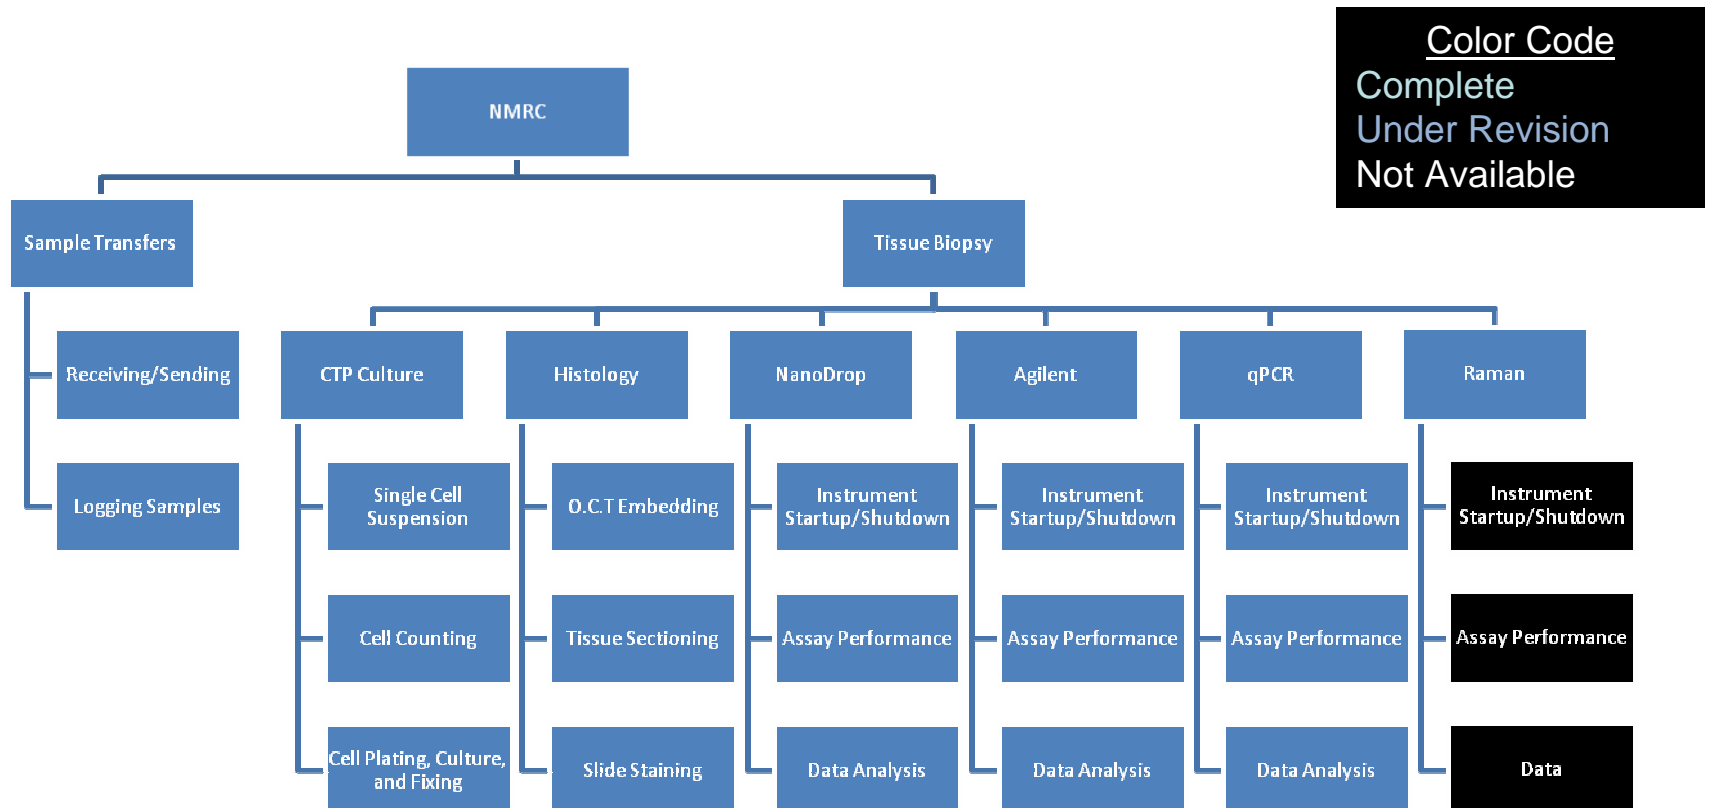 Color Code
Complete
Under Revision
Not Available
NMRC
Sample Transfers
Tissue Biopsy
Receiving/Sending
CTP Culture
Histology
NanoDrop
Agilent
qPCR
Raman
Logging Samples
Single Cell
Suspension
O.C.T Embedding
Instrument
Startup/Shutdown
Instrument
Startup/Shutdown
Instrument
Startup/Shutdown
Instrument
Startup/Shutdown
Cell Counting
Tissue Sectioning
Assay Performance
Assay Performance
Assay Performance
Assay Performance
Cell Plating, Culture,
and Fixing
Slide Staining
Data Analysis
Data Analysis
Data Analysis
Data